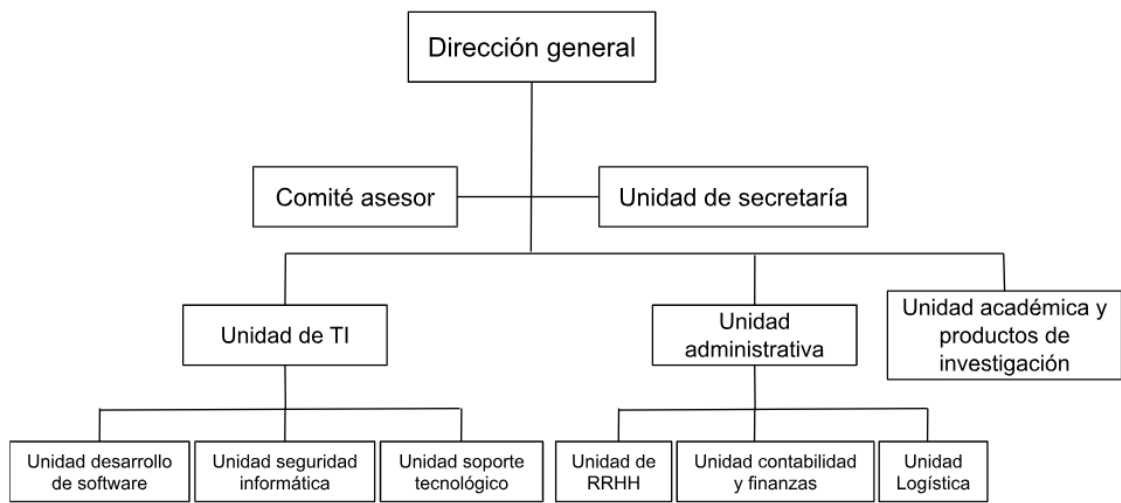 Dirección general
Comité asesor
Unidad de secretaría
Unidad de TI
Unidad
administrativa
Unidad académica y
productos de
investigación
Unidad desarrollo
de software
Unidad seguridad
informática
Unidad soporte
tecnológico
Unidad de
RRHH
Unidad contabilidad
y finanzas
Unidad
Logística